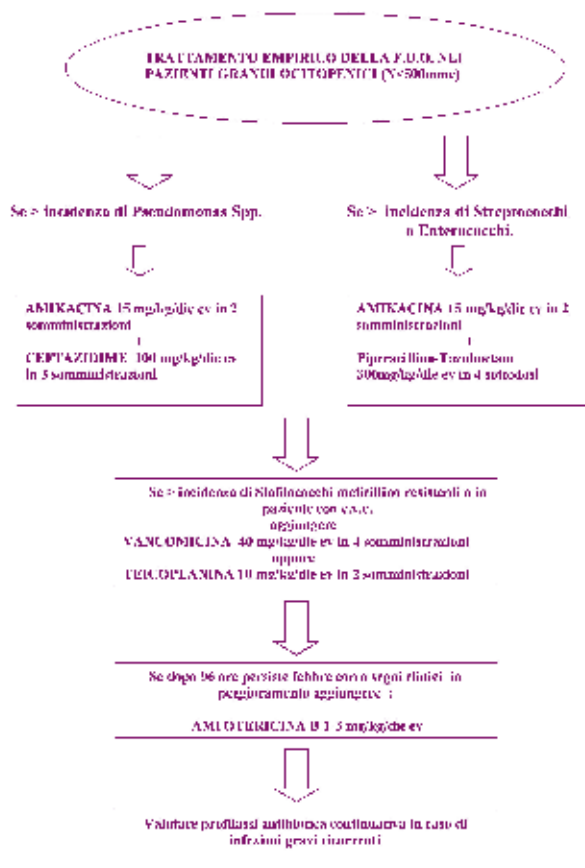 TRATTAMENTO EMPIRICO DELLA F.U.O. NEI
PAZIENTI GRANULOCITOPENICI (N<500mmc)
Se > incidenza di Pseudomonas Spp.
Se > incidenza di Streptococchi
o Enterococchi.
AMIKACINA 15 mg/kg/die ev in 2
somministrazioni
+
CEFTAZIDIME 100 mg/kg/die ev
in 3 somministrazioni
AMIKACINA 15 mg/kg/die ev in 2
somministrazioni
+
Piperacillina-Tazobactam
300mg/kg/die ev in 4
Se > incidenza di Stafilococchi meticillino resistenti o in
paziente con c.v.c.
aggiungere
VANCOMICINA 40 mg/kg/die ev in 4 somministrazioni
oppure
TEICOPLANINA 10 mg/kg/die ev in 2 somministrazioni
Se dopo 96 ore persiste febbre con o segni clinici in
peggioramento aggiungere :
AMFOTERICINA B 1-3 mg/kg/die ev
Valutare profilassi antibiotica continuativa in caso di
infezioni gravi ricorrenti